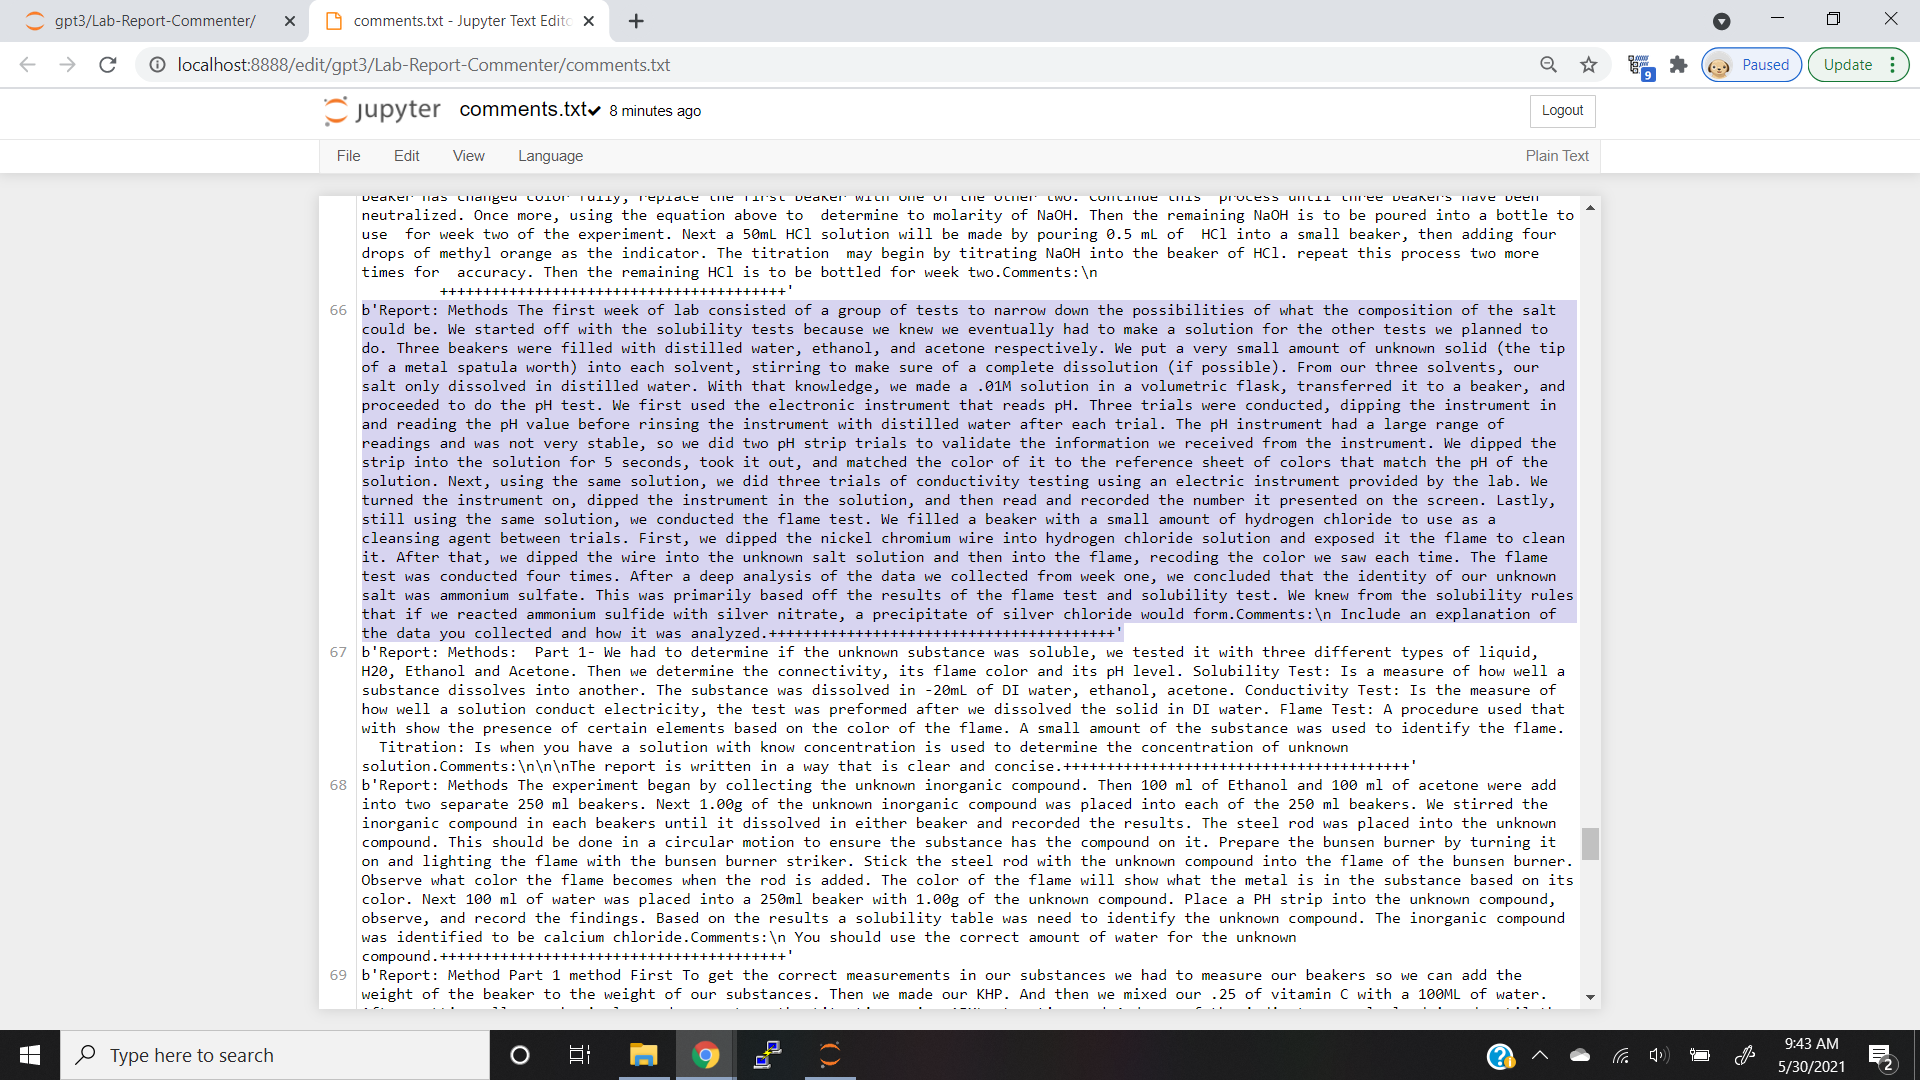 gpt3/Lab-Report-Commenter/
comments.txt - Jupyter Text Edito
localhost:8888/edit/gpt3/Lab-Report-Commenter/comments.txt
9
Paused
Update
jupyter
comments.txt
8 minutes ago
Logout
File
Edit
View
Language
Plain Text
beaker has changed color fully, replace the first beaker with one of the other two. Continue this process until three beakers have been
neutralized. Once more, using the equation above to  determine to molarity of NaOH. Then the remaining NaOH is to be poured into a bottle to
use  for week two of the experiment. Next a 50mL HCl solution will be made by pouring 0.5 mL of  HCl into a small beaker, then adding four
drops of methyl orange as the indicator. The titration  may begin by titrating NaOH into the beaker of HCl. repeat this process two more
times for  accuracy. Then the remaining HCl is to be bottled for week two.Comments:\n
++++++++++++++++++++++++++++++++++++++++'
66 b'Report: Methods The first week of lab consisted of a group of tests to narrow down the possibilities of what the composition of the salt
could be. We started off with the solubility tests because we knew we eventually had to make a solution for the other tests we planned to
do. Three beakers were filled with distilled water, ethanol, and acetone respectively. We put a very small amount of unknown solid (the tip
of a metal spatula worth) into each solvent, stirring to make sure of a complete dissolution (if possible). From our three solvents, our
salt only dissolved in distilled water. With that knowledge, we made a .01M solution in a volumetric flask, transferred it to a beaker, and
proceeded to do the pH test. We first used the electronic instrument that reads pH. Three trials were conducted, dipping the instrument in
and reading the pH value before rinsing the instrument with distilled water after each trial. The pH instrument had a large range of
readings and was not very stable, so we did two pH strip trials to validate the information we received from the instrument. We dipped the
strip into the solution for 5 seconds, took it out, and matched the color of it to the reference sheet of colors that match the pH of the
solution. Next, using the same solution, we did three trials of conductivity testing using an electric instrument provided by the lab. We
turned the instrument on, dipped the instrument in the solution, and then read and recorded the number it presented on the screen. Lastly,
still using the same solution, we conducted the flame test. We filled a beaker with a small amount of hydrogen chloride to use as a
cleansing agent between trials. First, we dipped the nickel chromium wire into hydrogen chloride solution and exposed it the flame to clean
it. After that, we dipped the wire into the unknown salt solution and then into the flame, recoding the color we saw each time. The flame
test was conducted four times. After a deep analysis of the data we collected from week one, we concluded that the identity of our unknown
salt was ammonium sulfate. This was primarily based off the results of the flame test and solubility test. We knew from the solubility rules
that if we reacted ammonium sulfide with silver nitrate, a precipitate of silver chloride would form.Comments:\n Include an explanation of
the data you collected and how it was analyzed.++++++++++++++++++++++++++++++++++++++++'
67 b'Report: Methods:  Part 1- We had to determine if the unknown substance was soluble, we tested it with three different types of liquid,
H20, Ethanol and Acetone. Then we determine the connectivity, its flame color and its pH level. Solubility Test: Is a measure of how well a
substance dissolves into another. The substance was dissolved in -20mL of DI water, ethanol, acetone. Conductivity Test: Is the measure of
how well a solution conduct electricity, the test was preformed after we dissolved the solid in DI water. Flame Test: A procedure used that
with show the presence of certain elements based on the color of the flame. A small amount of the substance was used to identify the flame.
Titration: Is when you have a solution with know concentration is used to determine the concentration of unknown
solution.Comments:\n\n\nThe report is written in a way that is clear and concise.++++++++++++++++++++++++++++++++++++++++'
68 b'Report: Methods The experiment began by collecting the unknown inorganic compound. Then 100 ml of Ethanol and 100 ml of acetone were add
into two separate 250 ml beakers. Next 1.00g of the unknown inorganic compound was placed into each of the 250 ml beakers. We stirred the
inorganic compound in each beakers until it dissolved in either beaker and recorded the results. The steel rod was placed into the unknown
compound. This should be done in a circular motion to ensure the substance has the compound on it. Prepare the bunsen burner by turning it
on and lighting the flame with the bunsen burner striker. Stick the steel rod with the unknown compound into the flame of the bunsen burner.
Observe what color the flame becomes when the rod is added. The color of the flame will show what the metal is in the substance based on its
color. Next 100 ml of water was placed into a 250ml beaker with 1.00g of the unknown compound. Place a PH strip into the unknown compound,
observe, and record the findings. Based on the results a solubility table was need to identify the unknown compound. The inorganic compound
was identified to be calcium chloride.Comments:\n You should use the correct amount of water for the unknown
compound.++++++++++++++++++++++++++++++++++++++++'
69 b'Report: Method Part 1 method First To get the correct measurements in our substances we had to measure our beakers so we can add the
weight of the beaker to the weight of our substances. Then we made our KHP. And then we mixed our .25 of vitamin C with a 100ML of water.
Type here to search
9:43 AM
5/30/2021
2